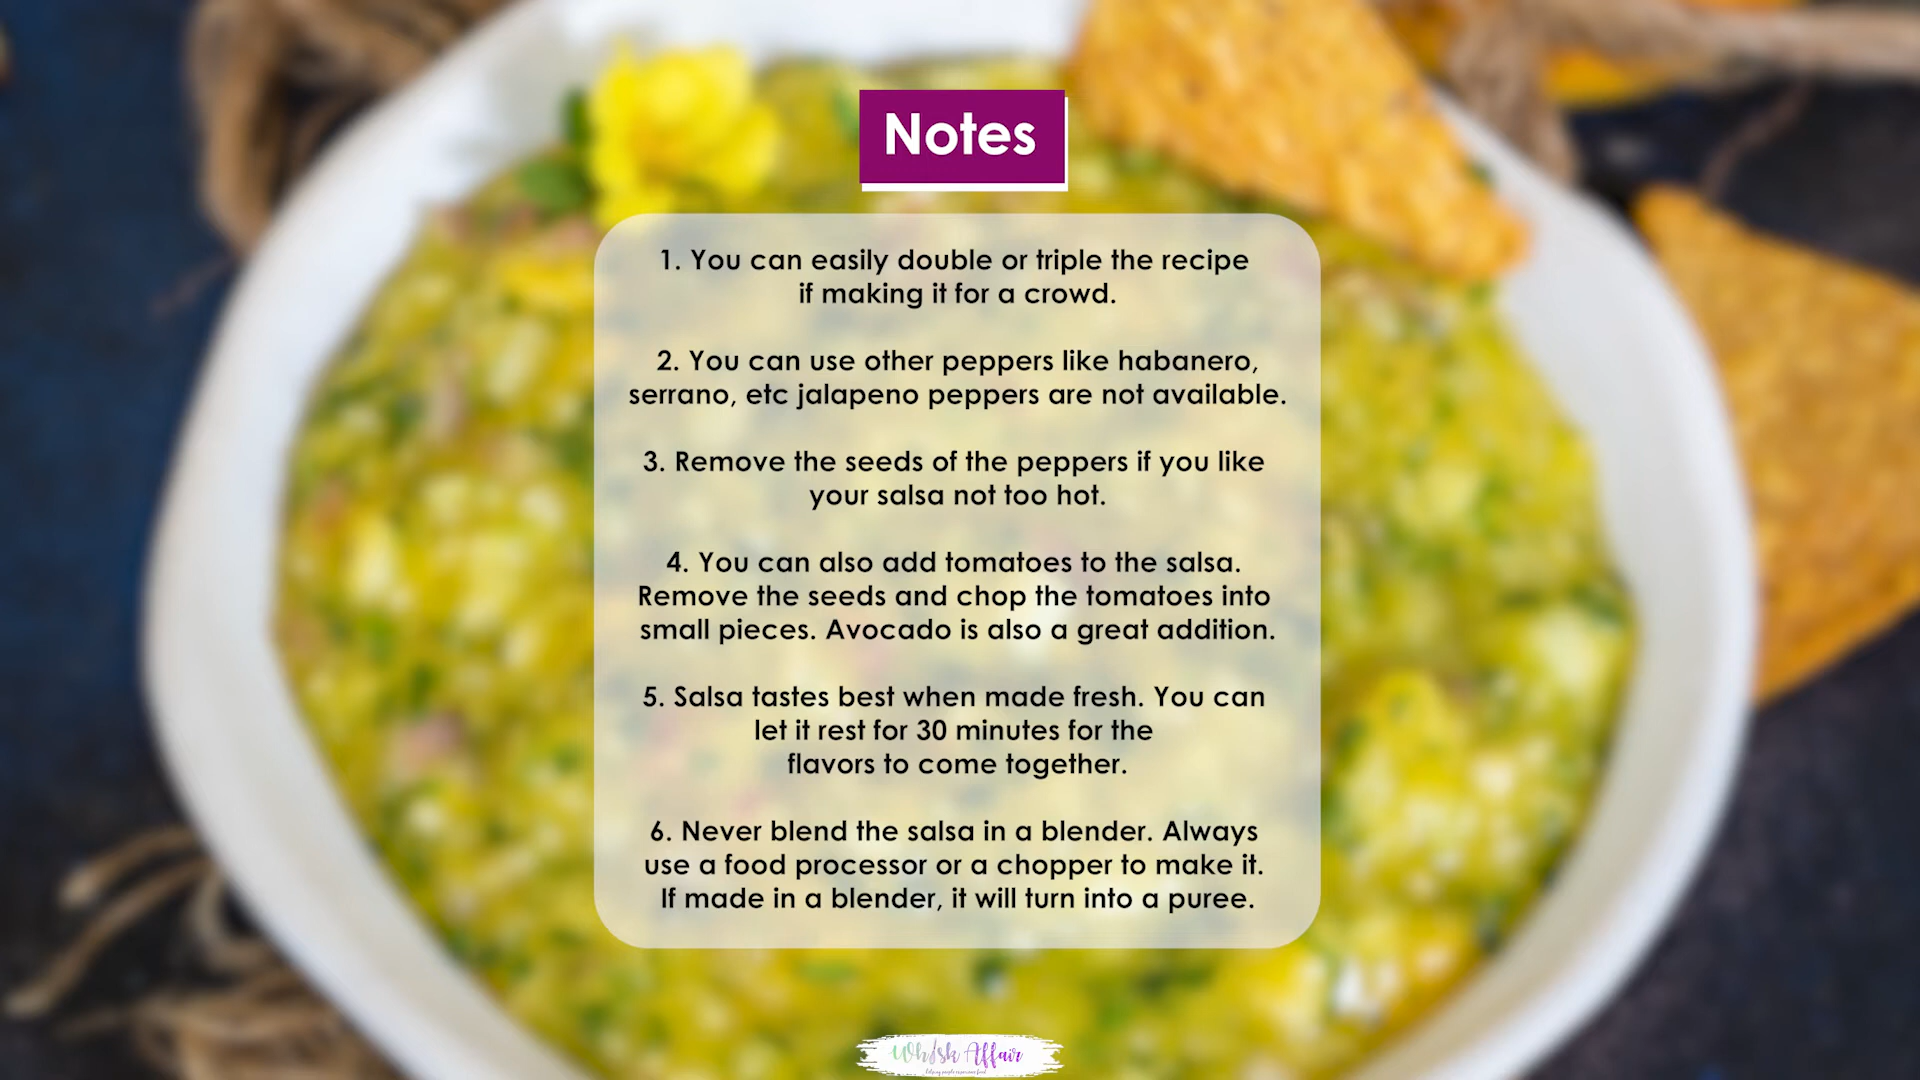 Notes
1. You can easily double or triple the recipe
if making it for a crowd.
2. You can use other peppers like habanero,
serrano, etc jalapeno peppers are not available.
3. Remove the seeds of the peppers if you like
your salsa not too hot.
4. You can also add tomatoes to the salsa.
Remove the seeds and chop the tomatoes into
small pieces. Avocado is also a great addition.
5. Salsa tastes best when made fresh. You can
let it rest for 30 minutes for the
flavors to come together.
6. Never blend the salsa in a blender. Always
use a food processor or a chopper to make it.
If made in a blender, it will turn into a puree.
Whisk Affair